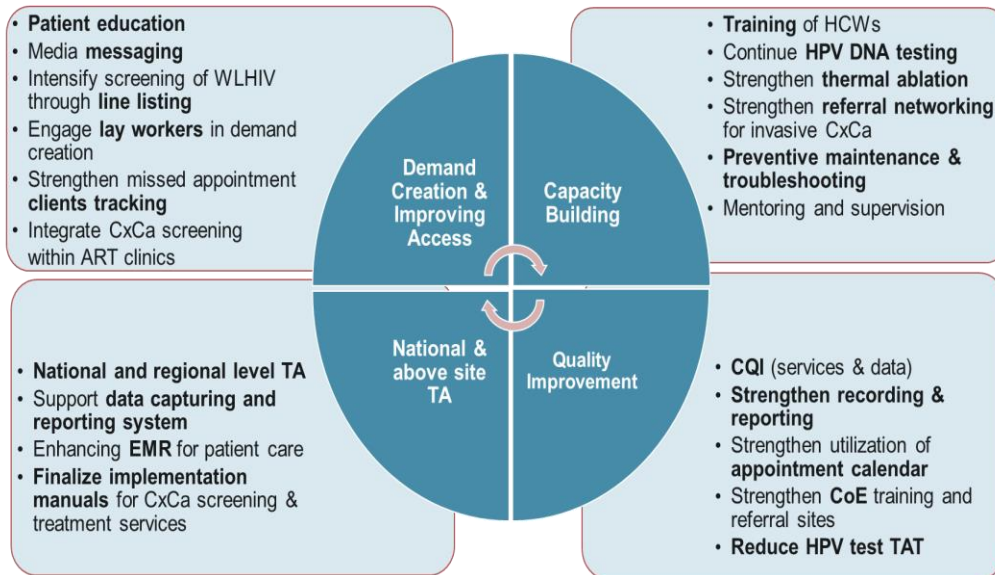 • Patient education
• Media messaging
• Intensify screening of WLHIV
through line listing
• Engage lay workers in demand
creation
• Strengthen missed appointment
clients tracking
• Integrate CxCa screening
within ART clinics
• Training of HCWs
• Continue HPV DNA testing
• Strengthen thermal ablation
• Strengthen referral networking
for invasive CxCa
• Preventive maintenance &
troubleshooting
• Mentoring and supervision
Demand
Creation &
Improving
Access
Capacity
Building
National &
above site
TA
Quality
Improvement
• National and regional level TA
• Support data capturing and
reporting system
• Enhancing EMR for patient care
• Finalize implementation
manuals for CxCa screening &
treatment services
• CQI (services & data)
• Strengthen recording &
reporting
• Strengthen utilization of
appointment calendar
• Strengthen CoE training and
referral sites
• Reduce HPV test TAT